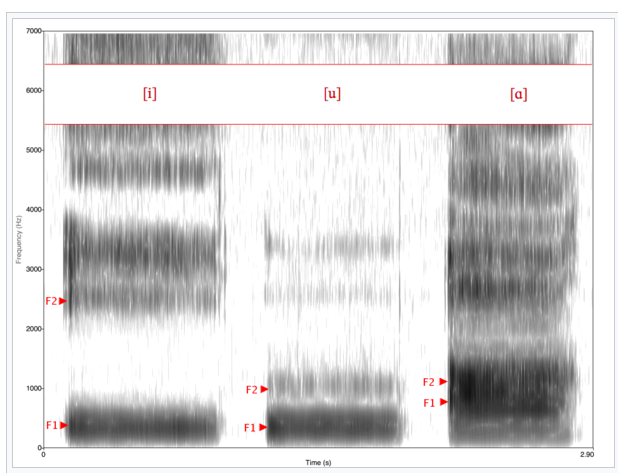 7000
6000
5000
4000
3000
2000
1000
0
Frequency (Hz)
[i] [u] [ɑ]
F2 F2 F2
F1 F1 F1
0 Time (s) 2.90